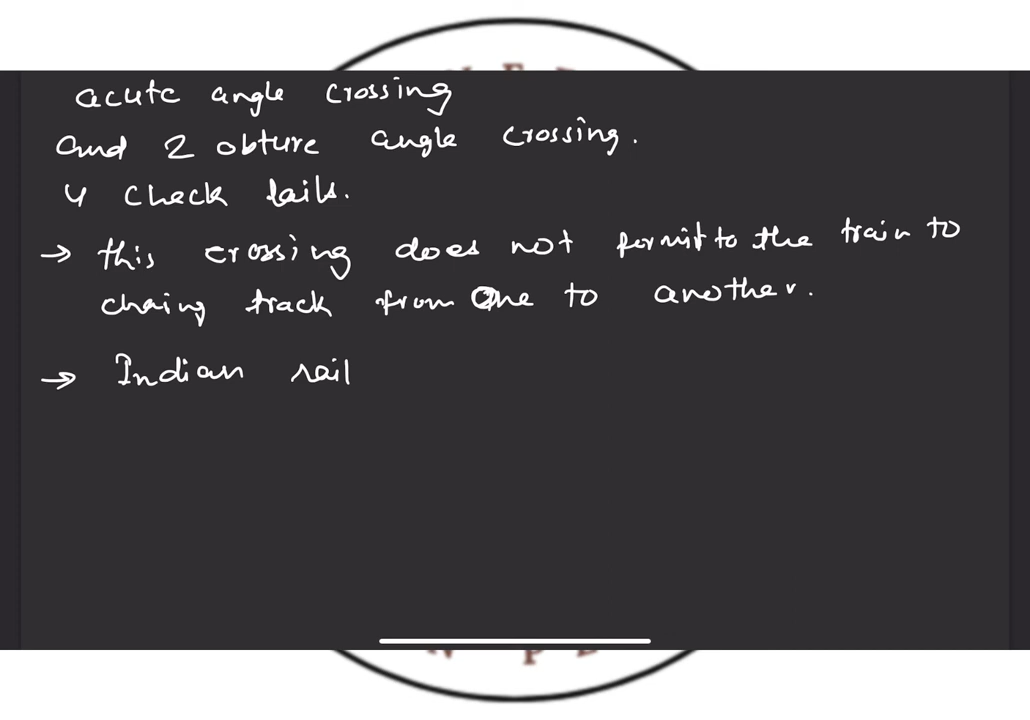 acute angle crossing
and 2 obture angle crossing.
4 check lails.
→ this crossing does not permit to the train to
chaing track from One to another.
→ Indian rail